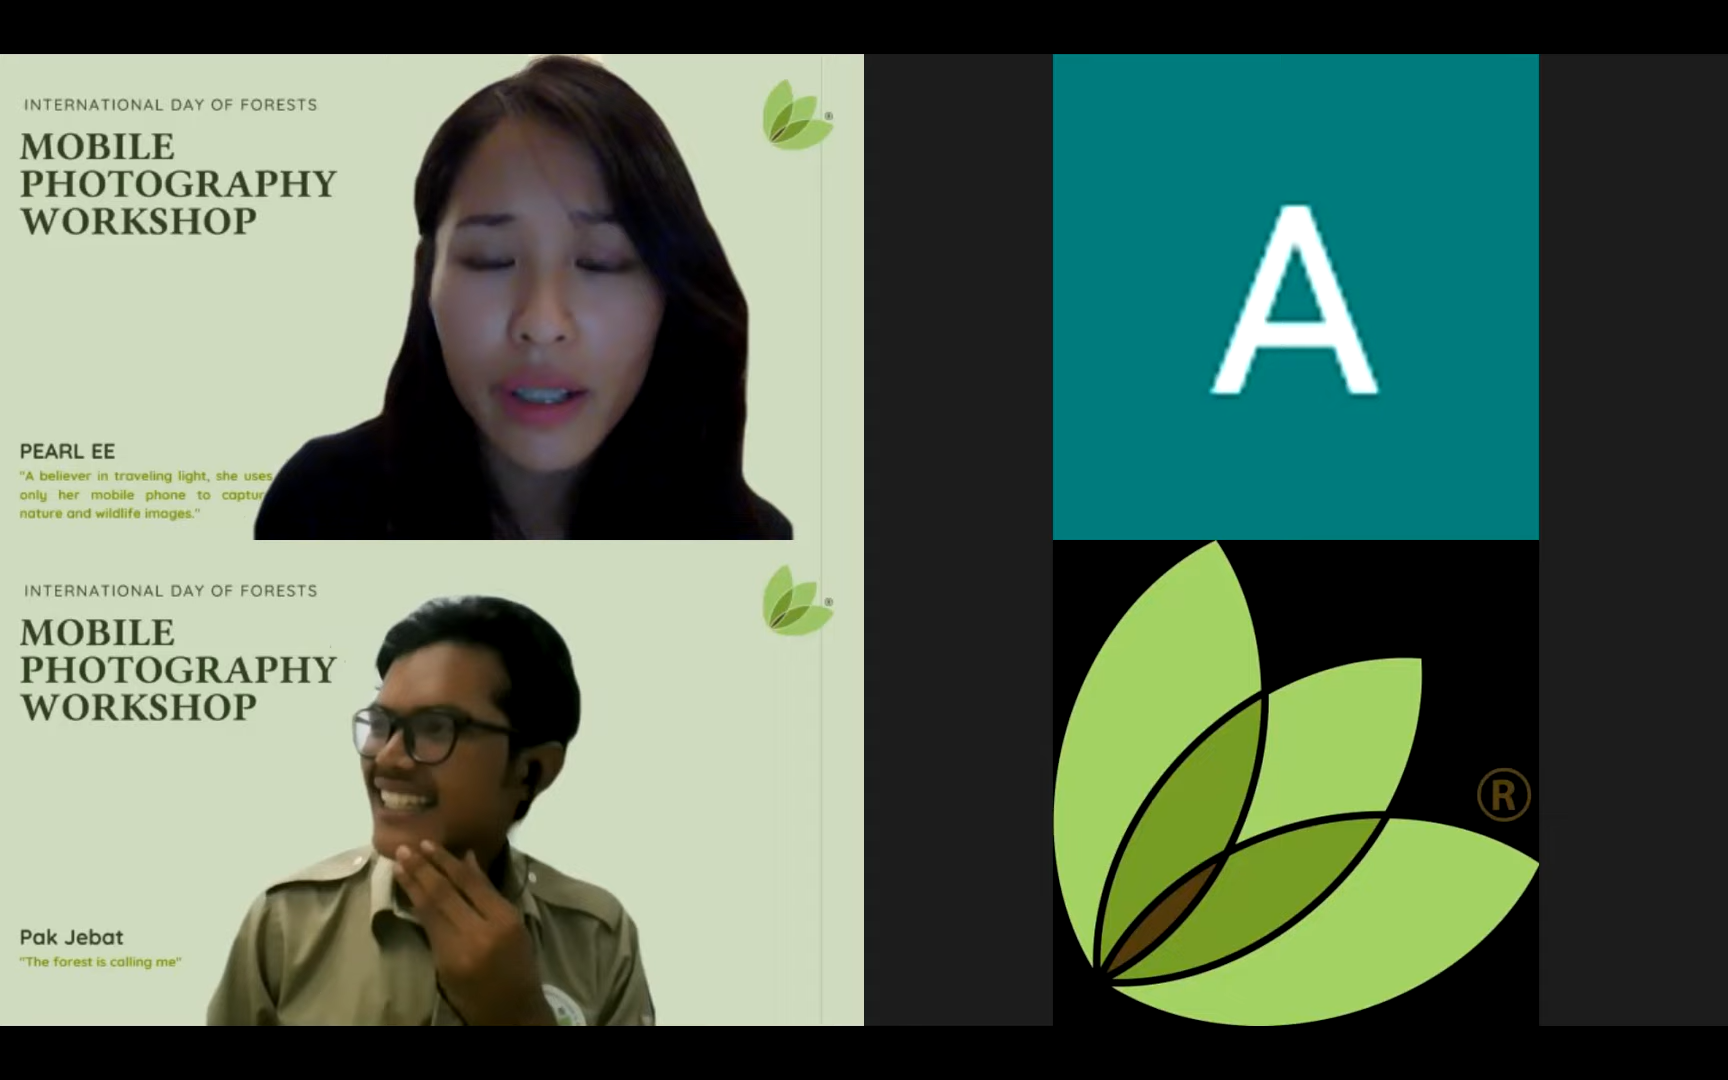 INTERNATIONAL DAY OF FORESTS
MOBILE
PHOTOGRAPHY
WORKSHOP
®
PEARL EE
"A believer in traveling light, she uses
only her mobile phone to captur
nature and wildlife images."
A
INTERNATIONAL DAY OF FORESTS
MOBILE
PHOTOGRAPHY
WORKSHOP
®
Pak Jebat
"The forest is calling me"
®